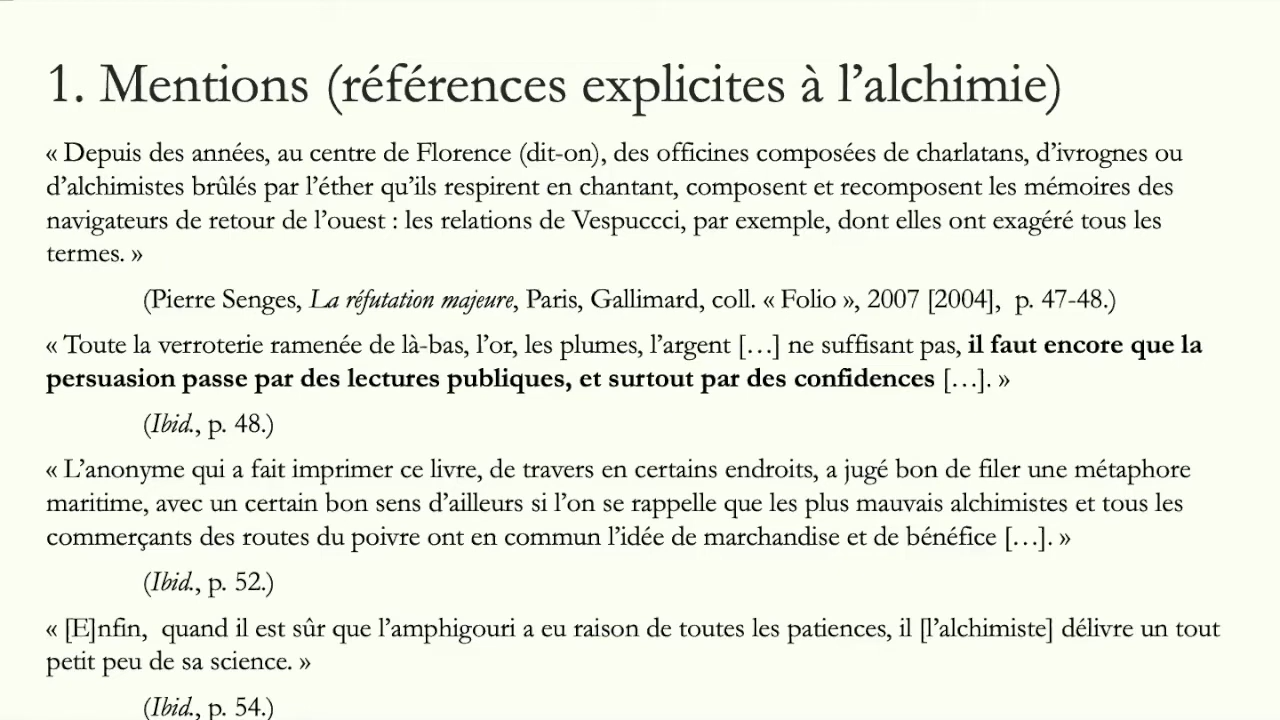 1. Mentions (références explicites à l’alchimie)
« Depuis des années, au centre de Florence (dit-on), des officines composées de charlatans, d’ivrognes ou
d’alchimistes brûlés par l’éther qu’ils respirent en chantant, composent et recomposent les mémoires des
navigateurs de retour de l’ouest : les relations de Vespuccci, par exemple, dont elles ont exagéré tous les
termes. »
(Pierre Senges, La réfutation majeure, Paris, Gallimard, coll. « Folio », 2007 [2004],  p. 47-48.)
« Toute la verroterie ramenée de là-bas, l’or, les plumes, l’argent […] ne suffisant pas, il faut encore que la
persuasion passe par des lectures publiques, et surtout par des confidences […]. »
(Ibid., p. 48.)
« L’anonyme qui a fait imprimer ce livre, de travers en certains endroits, a jugé bon de filer une métaphore
maritime, avec un certain bon sens d’ailleurs si l’on se rappelle que les plus mauvais alchimistes et tous les
commerçants des routes du poivre ont en commun l’idée de marchandise et de bénéfice […]. »
(Ibid., p. 52.)
« [E]nfin,  quand il est sûr que l’amphigouri a eu raison de toutes les patiences, il [l’alchimiste] délivre un tout
petit peu de sa science. »
(Ibid., p. 54.)